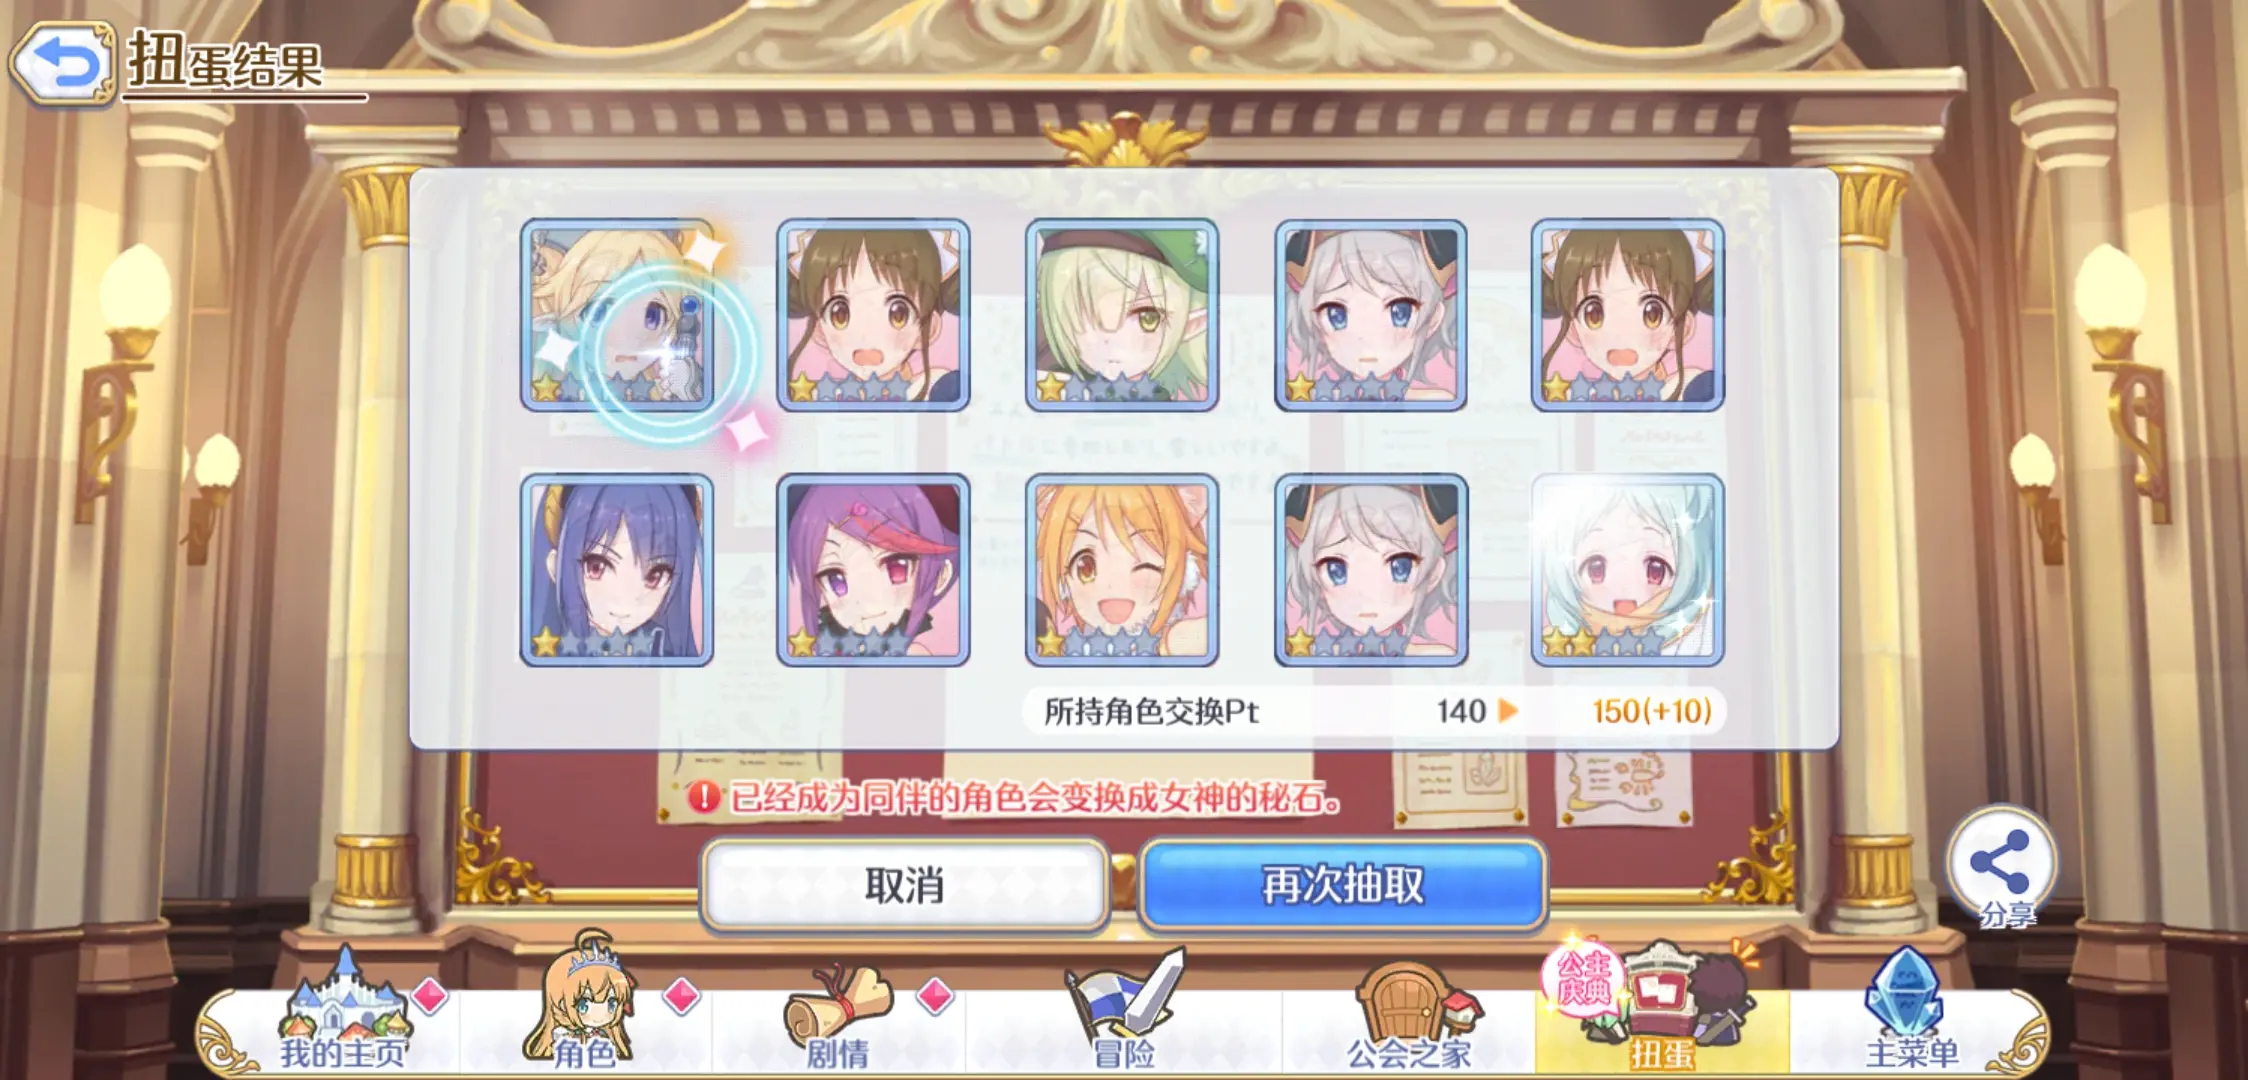 扭蛋结果
所持角色交换Pt 140 150(+10)
已经成为同伴的角色会变换成女神的秘石。
取消
再次抽取
分享
公主
庆典
我的主页
角色
剧情
冒险
公会之家
扭蛋
主菜单